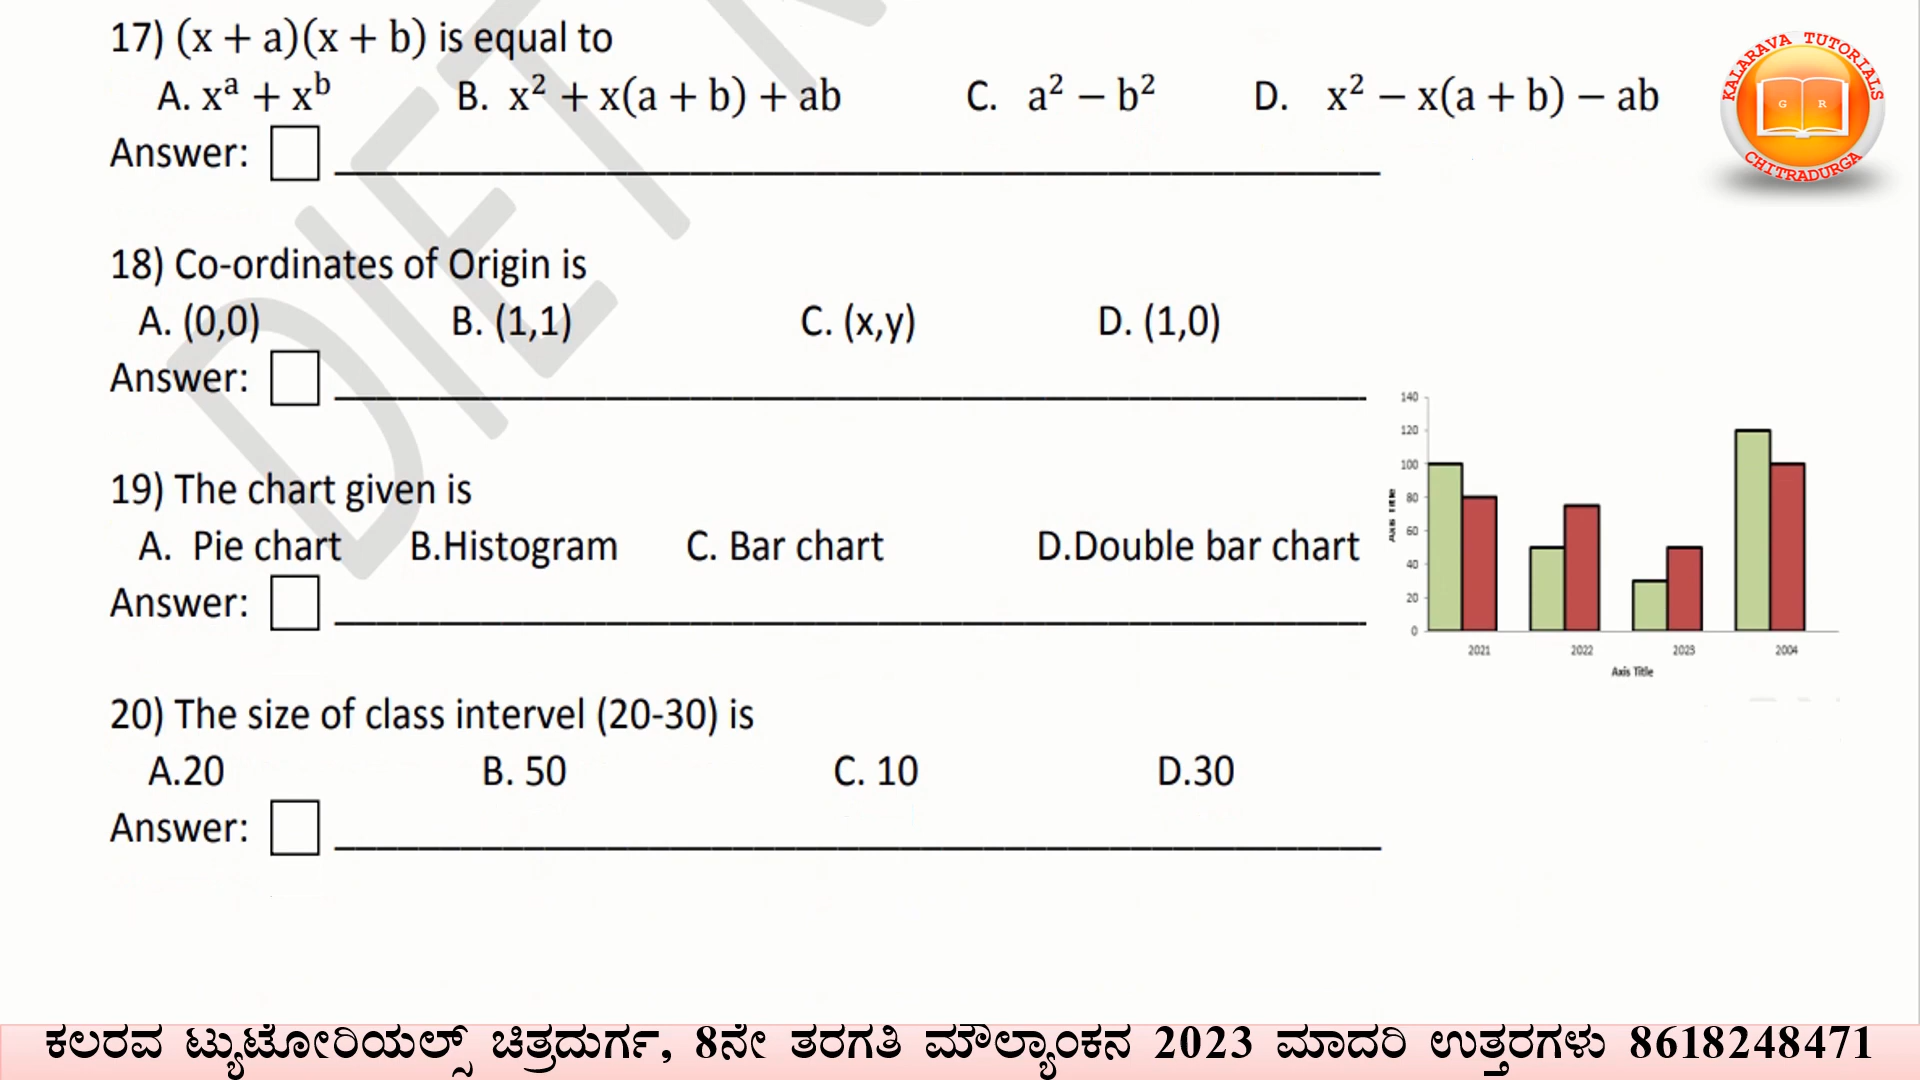 17) (x + a)(x + b) is equal to
A. xᵃ + xᵇ B. x² + x(a + b) + ab C. a² − b² D. x² − x(a + b) − ab
Answer:
18) Co-ordinates of Origin is
A. (0,0) B. (1,1) C. (x,y) D. (1,0)
Answer:
19) The chart given is
A. Pie chart B.Histogram C. Bar chart D.Double bar chart
Answer:
20) The size of class intervel (20-30) is
A.20 B. 50 C. 10 D.30
Answer:
KALARAVA TUTORIALS
G R
CHITRADURGA
140
120
100
80
60
40
20
0
Axis Title
2021 2022 2023 2004
Axis Title
DIET
ಕಲರವ ಟ್ಯುಟೋರಿಯಲ್ಸ್ ಚಿತ್ರದುರ್ಗ, 8ನೇ ತರಗತಿ ಮೌಲ್ಯಾಂಕನ 2023 ಮಾದರಿ ಉತ್ತರಗಳು 8618248471